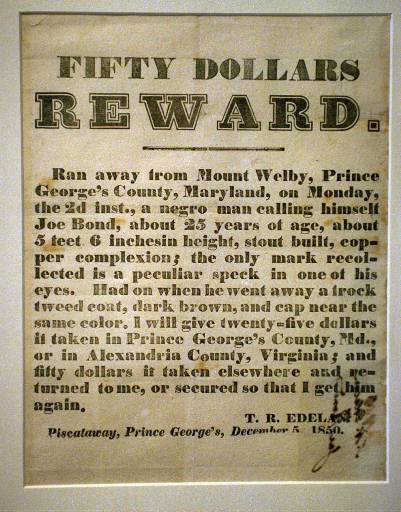 FIFTY DOLLARS
REWARD.
Ran away from Mount Welby, Prince
George's County, Maryland, on Monday,
the 2d inst., a negro man calling himself
Joe Bond, about 25 years of age, about
5 feet 6 inchesin height, stout built, cop-
per complexion; the only mark recol-
lected is a peculiar speck in one of his
eyes. Had on when he went away a frock
tweed coat, dark brown, and cap near the
same color. I will give twenty-five dollars
if taken in Prince George's County, Md.,
or in Alexandria County, Virginia; and
fifty dollars if taken elsewhere and re-
turned to me, or secured so that I get him
again.
T. R. EDELAN
Piscataway, Prince George's, December 5, 1850.